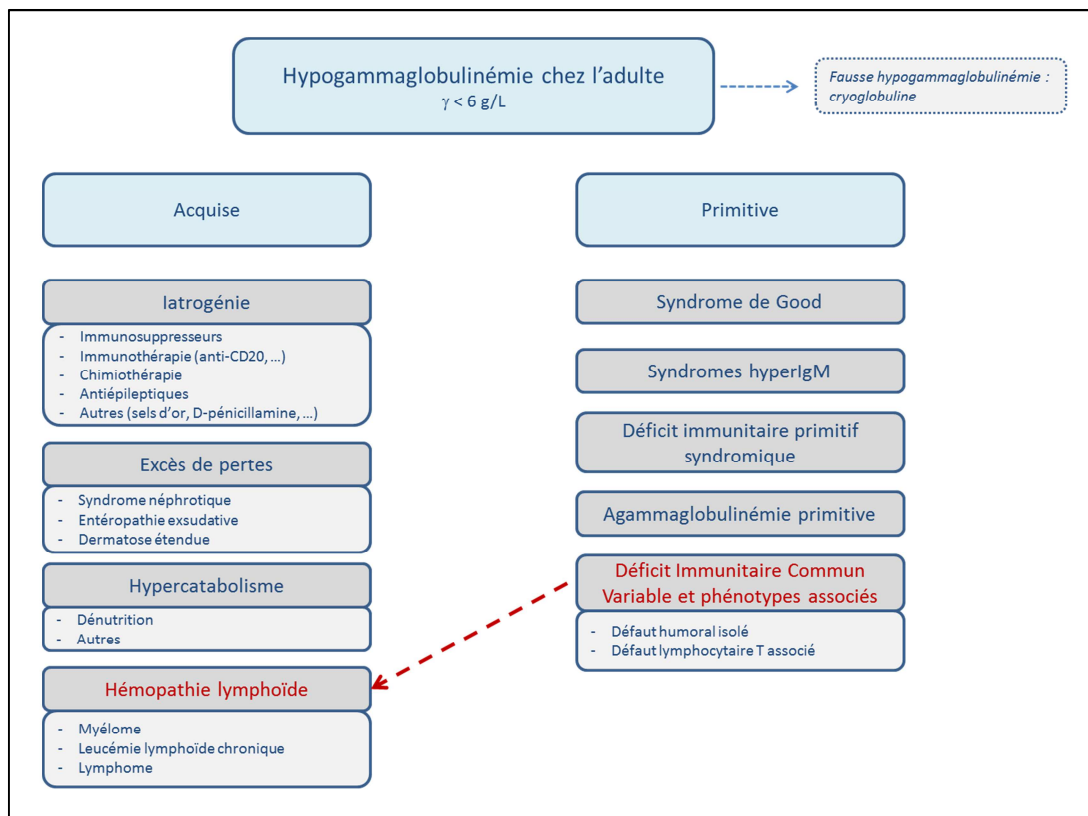 Hypogammaglobulinémie chez l'adulte
γ < 6 g/L
Fausse hypogammaglobulinémie :
cryoglobuline
Acquise
Iatrogénie
- Immunosuppresseurs
- Immunothérapie (anti-CD20, ...)
- Chimiothérapie
- Antiépileptiques
- Autres (sels d'or, D-pénicillamine, ...)
Excès de pertes
- Syndrome néphrotique
- Entéropathie exsudative
- Dermatose étendue
Hypercatabolisme
- Dénutrition
- Autres
Hémopathie lymphoïde
- Myélome
- Leucémie lymphoïde chronique
- Lymphome
Primitive
Syndrome de Good
Syndromes hyperIgM
Déficit immunitaire primitif
syndromique
Agammaglobulinémie primitive
Déficit Immunitaire Commun
Variable et phénotypes associés
- Défaut humoral isolé
- Défaut lymphocytaire T associé